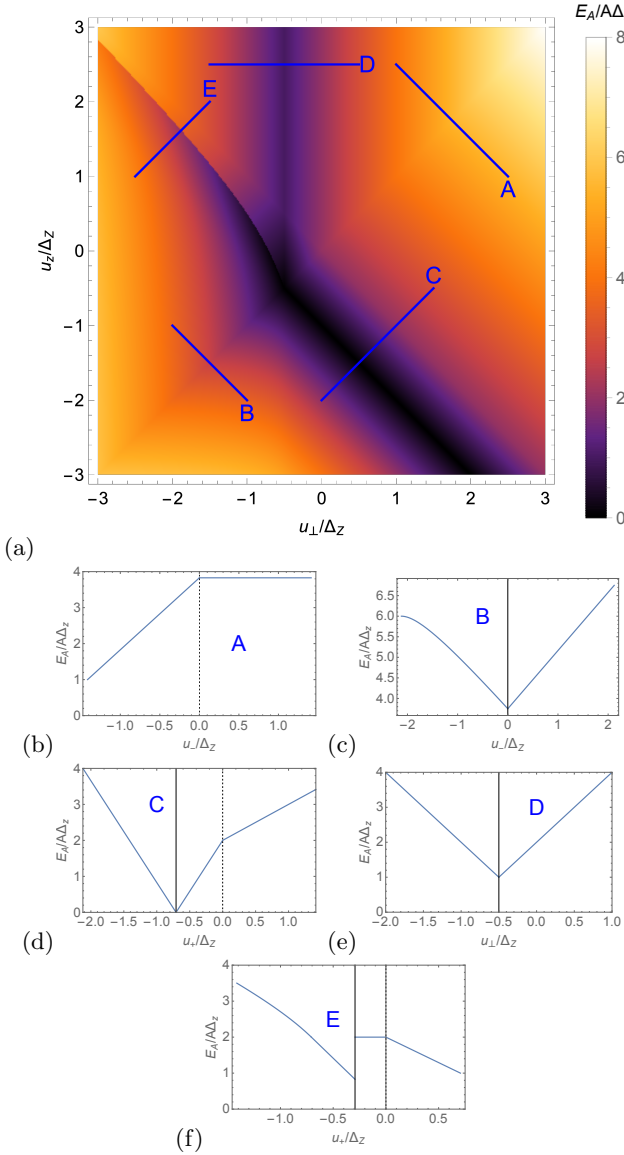 E_A/AΔ
3
2
1
0
−1
−2
−3
u_z/Δ_Z
−3
−2
−1
0
1
2
3
u_⊥/Δ_Z
D
E
A
C
B
8
7
6
5
4
3
2
1
0
(a)
E_A/AΔ_z
4
3
2
1
0
A
-1.0
-0.5
0.0
0.5
1.0
u_-/Δ_Z
(b)
E_A/AΔ_z
6.5
6.0
5.5
5.0
4.5
4.0
B
-2
-1
0
1
2
u_-/Δ_Z
(c)
E_A/AΔ_z
4
3
2
1
0
C
-2.0
-1.5
-1.0
-0.5
0.0
0.5
1.0
u_+/Δ_Z
(d)
E_A/AΔ_z
4
3
2
1
0
D
-2.0
-1.5
-1.0
-0.5
0.0
0.5
1.0
u_⊥/Δ_Z
(e)
E_A/AΔ_z
4
3
2
1
0
E
-1.0
-0.5
0.0
0.5
u_+/Δ_Z
(f)